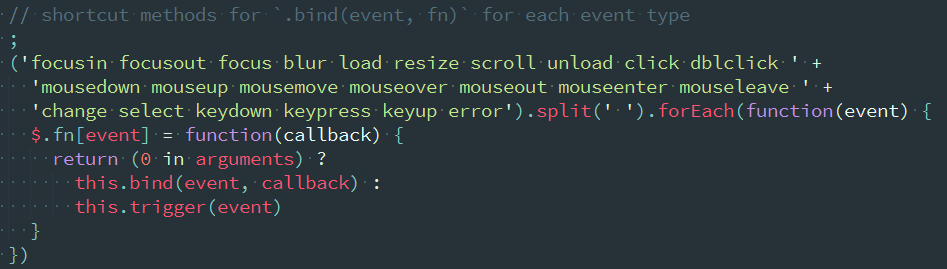 // shortcut methods for `.bind(event, fn)` for each event type
;
('focusin focusout focus blur load resize scroll unload click dblclick ' +
'mousedown mouseup mousemove mouseover mouseout mouseenter mouseleave ' +
'change select keydown keypress keyup error').split(' ').forEach(function(event) {
$.fn[event] = function(callback) {
return (0 in arguments) ?
this.bind(event, callback) :
this.trigger(event)
}
})